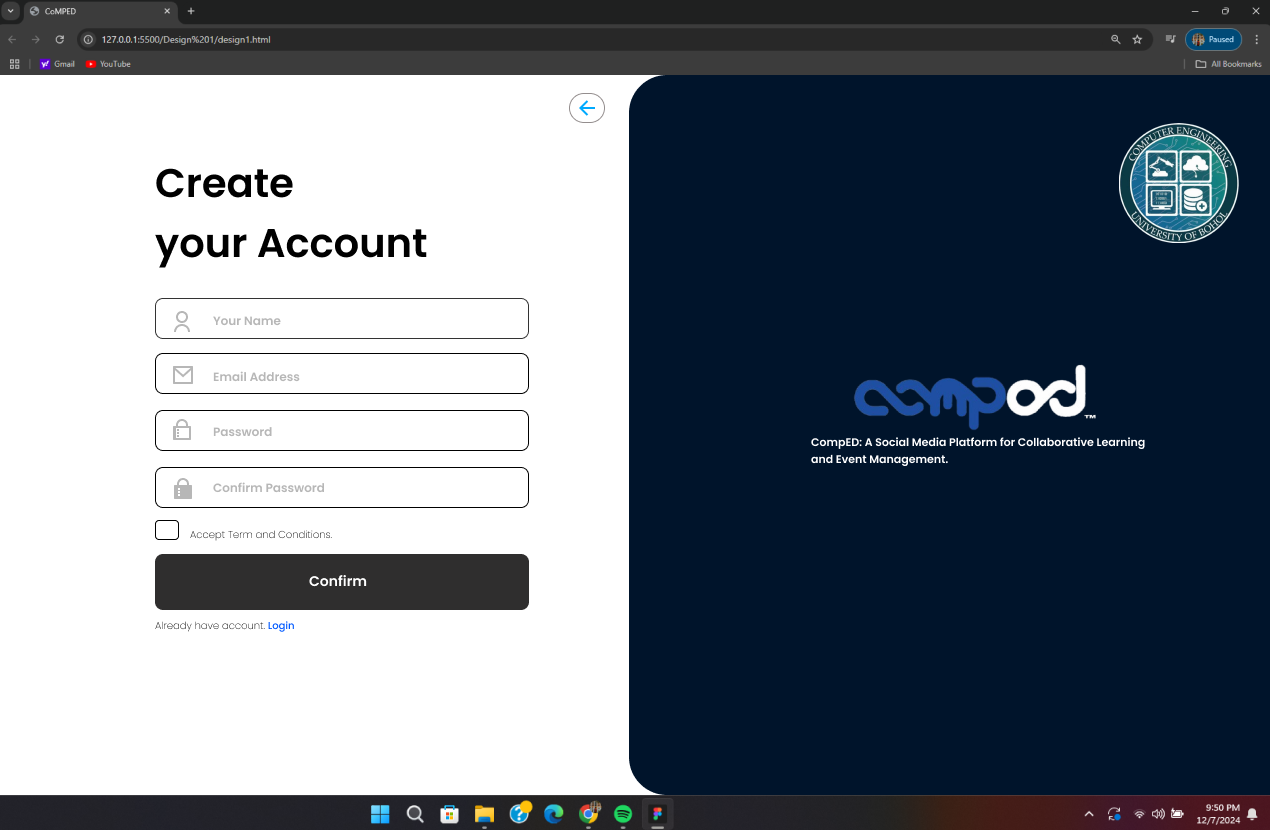 CoMPED
127.0.0.1:5500/Design%201/design1.html
Paused
Gmail
YouTube
All Bookmarks
Create
your Account
Your Name
Email Address
Password
Confirm Password
Accept Term and Conditions.
Confirm
Already have account. Login
COMPUTER ENGINEERING
UNIVERSITY OF BOHOL
compod™
CompED: A Social Media Platform for Collaborative Learning
and Event Management.
9:50 PM
12/7/2024